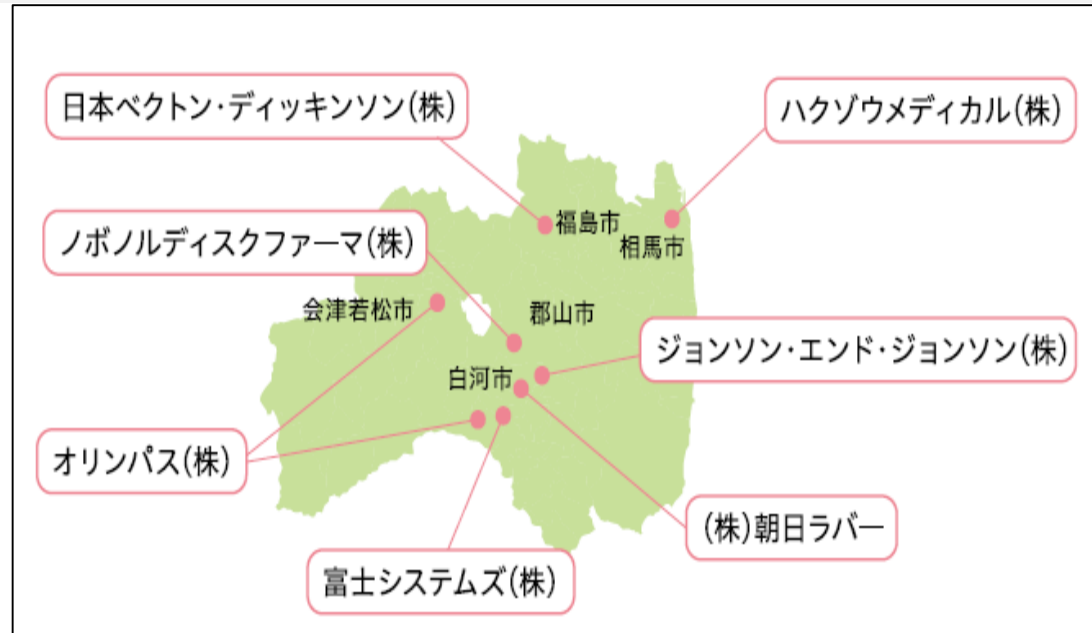 日本ベクトン・ディッキンソン(株)
ハクゾウメディカル(株)
福島市
相馬市
ノボノルディスクファーマ(株)
会津若松市
郡山市
ジョンソン・エンド・ジョンソン(株)
白河市
オリンパス(株)
(株)朝日ラバー
富士システムズ(株)